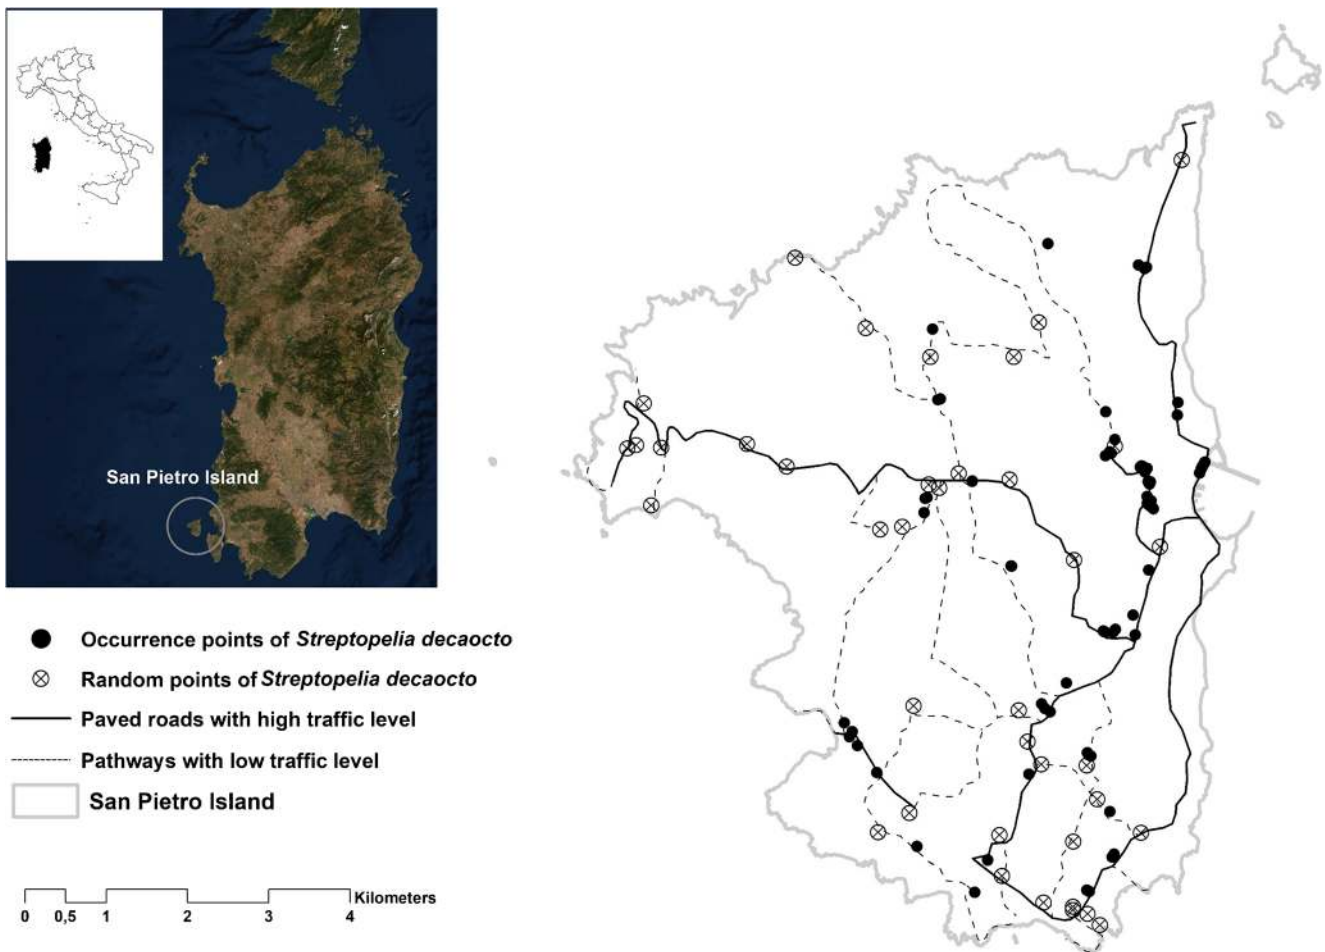 San Pietro Island
Occurrence points of Streptopelia decaocto
Random points of Streptopelia decaocto
Paved roads with high traffic level
Pathways with low traffic level
San Pietro Island
Kilometers
0 0,5 1 2 3 4